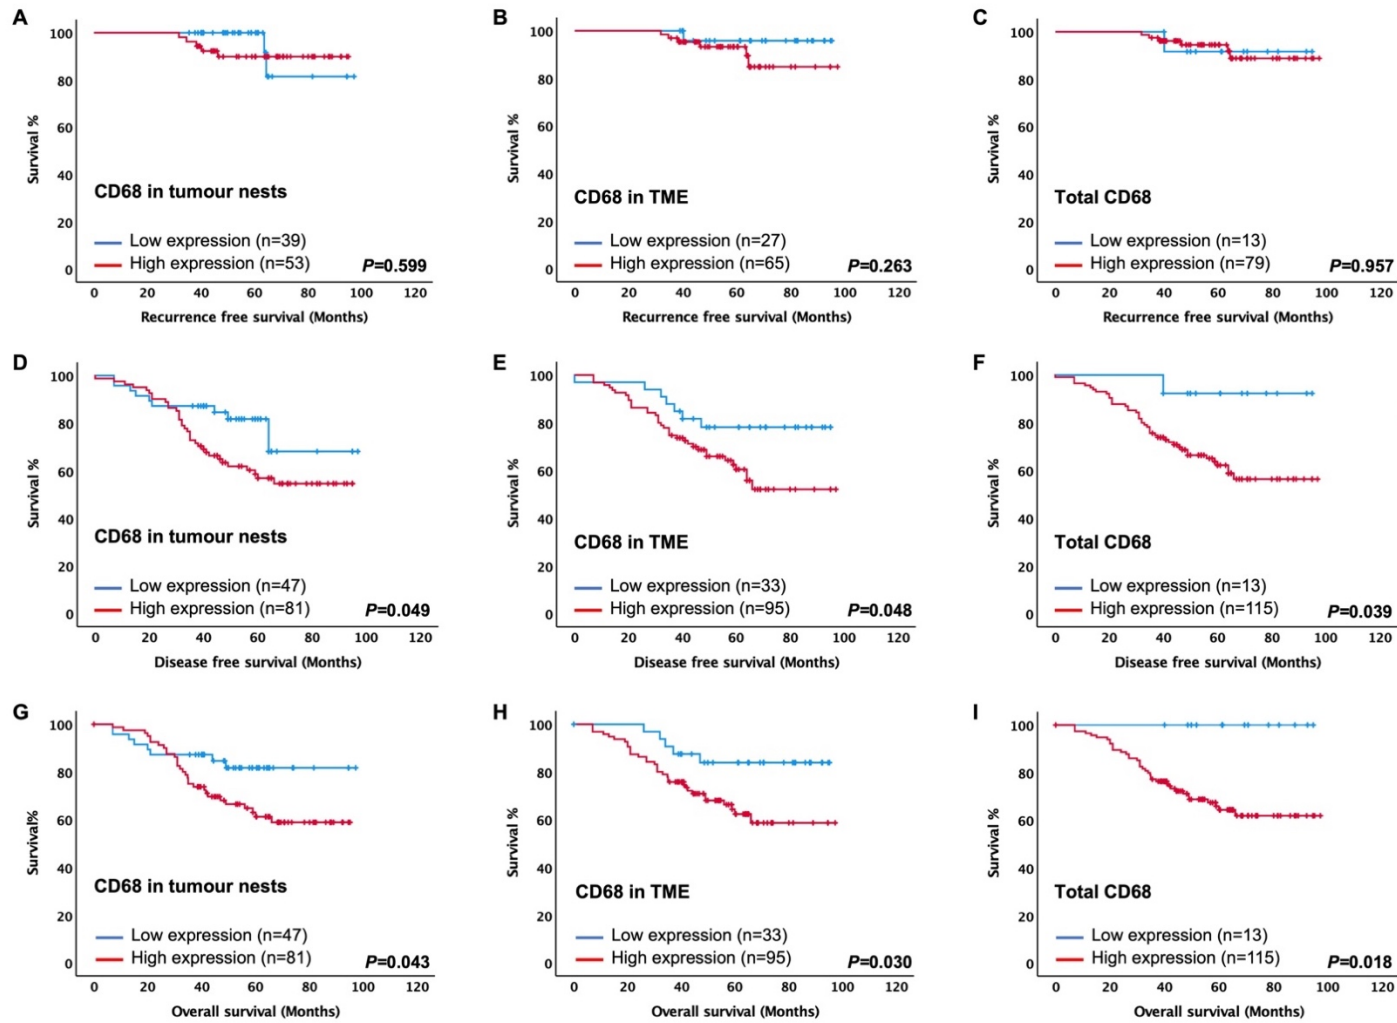 A
100
80
60
40
20
0
Survival %
CD68 in tumour nests
Low expression (n=39)
High expression (n=53)
P=0.599
0 20 40 60 80 100 120
Recurrence free survival (Months)
B
100
80
60
40
20
0
Survival %
CD68 in TME
Low expression (n=27)
High expression (n=65)
P=0.263
0 20 40 60 80 100 120
Recurrence free survival (Months)
C
100
80
60
40
20
0
Survival %
Total CD68
Low expression (n=13)
High expression (n=79)
P=0.957
0 20 40 60 80 100 120
Recurrence free survival (Months)
D
100
80
60
40
20
0
Survival %
CD68 in tumour nests
Low expression (n=47)
High expression (n=81)
P=0.049
0 20 40 60 80 100 120
Disease free survival (Months)
E
100
80
60
40
20
0
Survival %
CD68 in TME
Low expression (n=33)
High expression (n=95)
P=0.048
0 20 40 60 80 100 120
Disease free survival (Months)
F
100
80
60
40
20
0
Survival %
Total CD68
Low expression (n=13)
High expression (n=115)
P=0.039
0 20 40 60 80 100 120
Disease free survival (Months)
G
100
80
60
40
20
0
Survival%
CD68 in tumour nests
Low expression (n=47)
High expression (n=81)
P=0.043
0 20 40 60 80 100 120
Overall survival (Months)
H
100
80
60
40
20
0
Survival %
CD68 in TME
Low expression (n=33)
High expression (n=95)
P=0.030
0 20 40 60 80 100 120
Overall survival (Months)
I
100
80
60
40
20
0
Survival %
Total CD68
Low expression (n=13)
High expression (n=115)
P=0.018
0 20 40 60 80 100 120
Overall survival (Months)